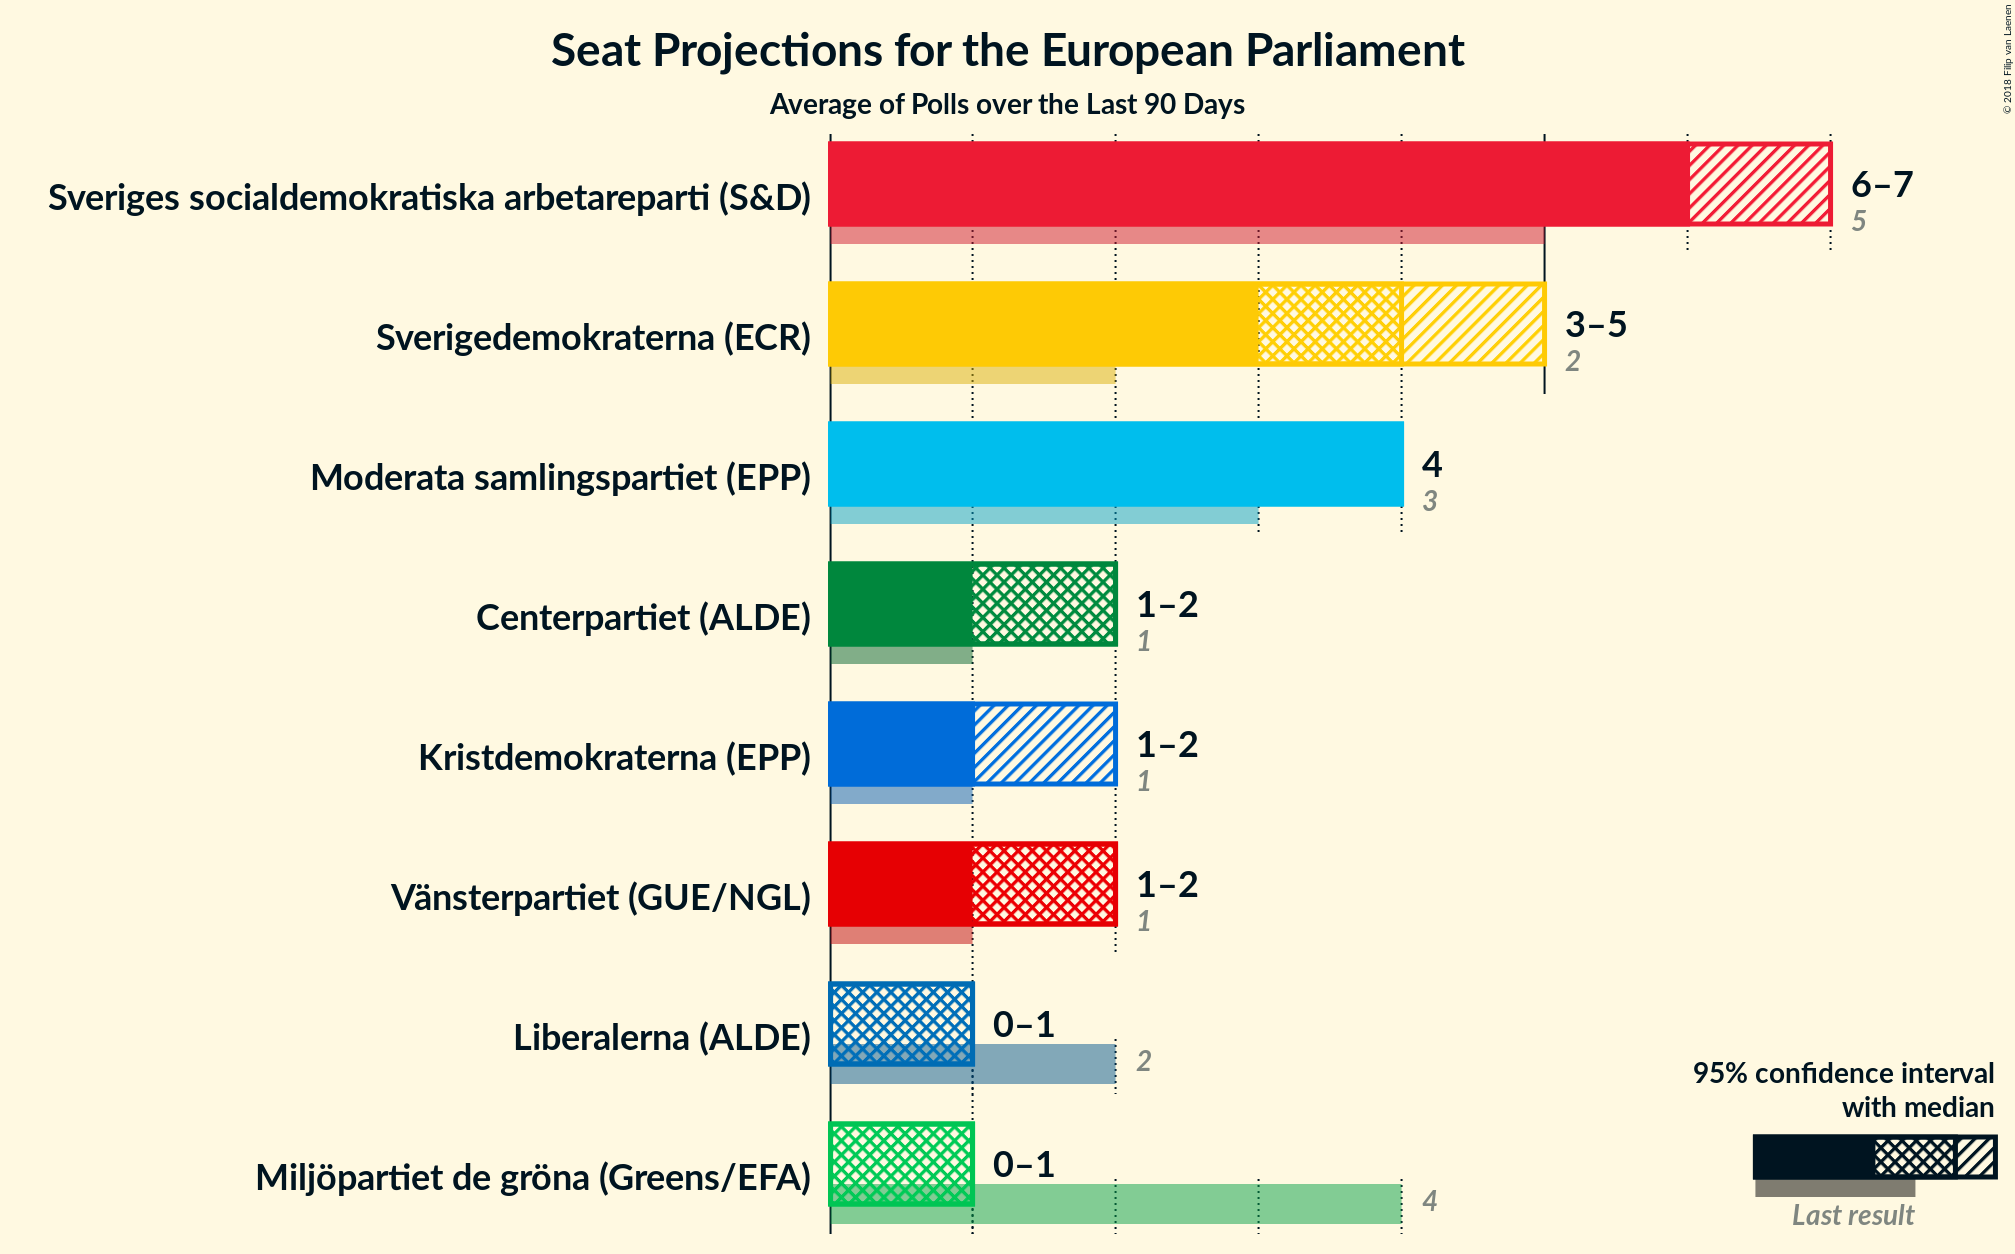 Seat Projections for the European Parliament
Average of Polls over the Last 90 Days
© 2018 Filip van Laenen
Sveriges socialdemokratiska arbetareparti (S&D)
6–7
5
Sverigedemokraterna (ECR)
3–5
2
Moderata samlingspartiet (EPP)
4
3
Centerpartiet (ALDE)
1–2
1
Kristdemokraterna (EPP)
1–2
1
Vänsterpartiet (GUE/NGL)
1–2
1
Liberalerna (ALDE)
0–1
2
Miljöpartiet de gröna (Greens/EFA)
0–1
4
95% confidence interval
with median
Last result